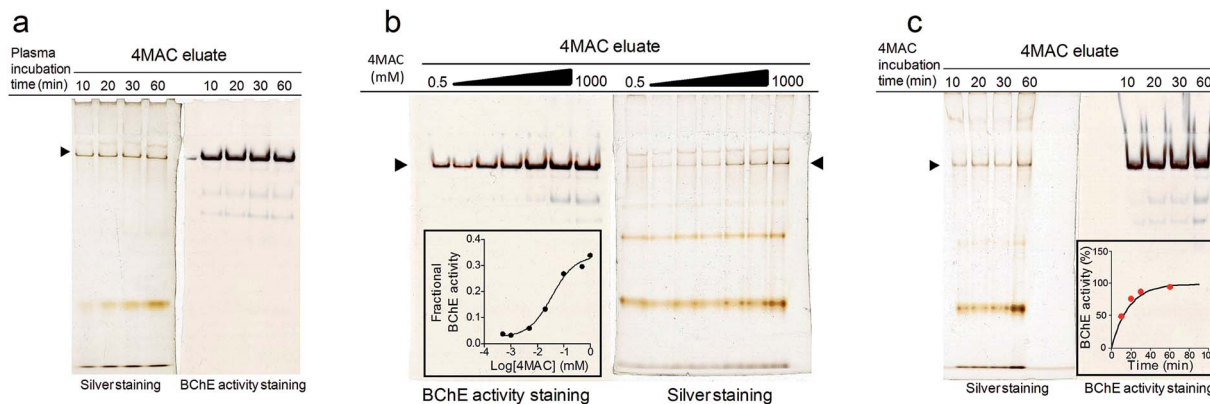 a
4MAC eluate
Plasma
incubation
time (min)
10 20 30 60 10 20 30 60
Silver staining BChE activity staining
b
4MAC eluate
4MAC
(mM)
0.5 1000 0.5 1000
Fractional
BChE activity
0.4
0.3
0.2
0.1
0.0
-4 -3 -2 -1 0
Log[4MAC] (mM)
BChE activity staining Silver staining
c
4MAC eluate
4MAC
incubation
time (min)
10 20 30 60 10 20 30 60
BChE activity (%)
150
100
50
0
0 20 40 60 80
Time (min)
Silver staining BChE activity staining